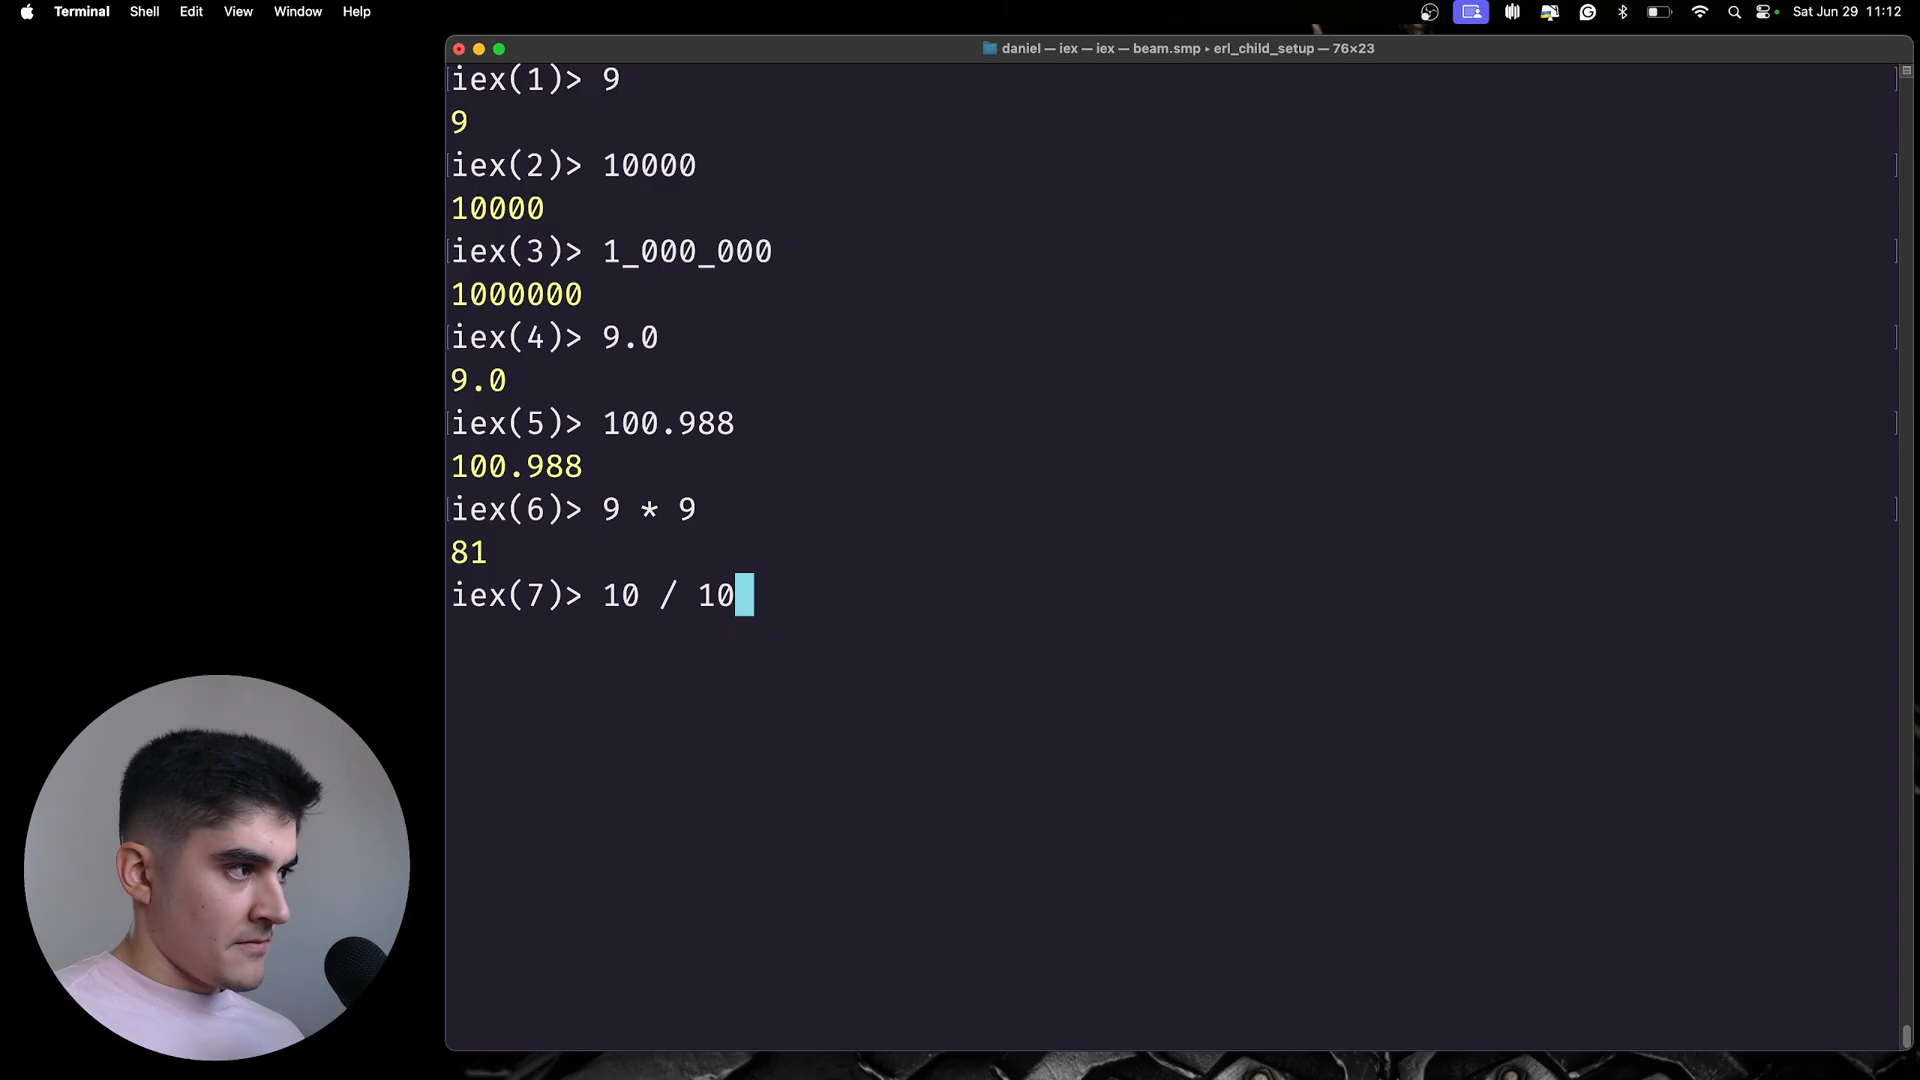 Terminal Shell Edit View Window Help Sat Jun 29 11:12
daniel — iex — iex — beam.smp ▸ erl_child_setup — 76×23
iex(1)> 9
9
iex(2)> 10000
10000
iex(3)> 1_000_000
1000000
iex(4)> 9.0
9.0
iex(5)> 100.988
100.988
iex(6)> 9 * 9
81
iex(7)> 10 / 10